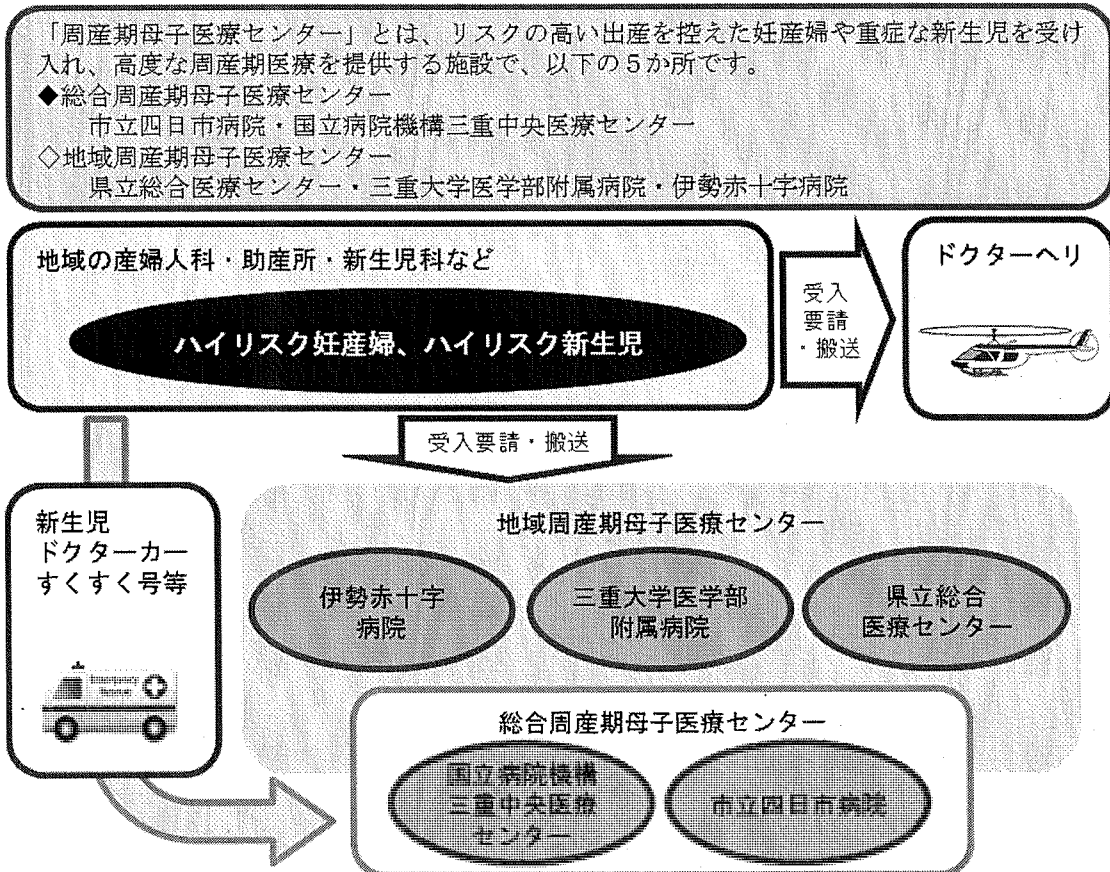 「周産期母子医療センター」とは、リスクの高い出産を控えた妊産婦や重症な新生児を受け
入れ、高度な周産期医療を提供する施設で、以下の5か所です。
◆総合周産期母子医療センター
市立四日市病院・国立病院機構三重中央医療センター
◇地域周産期母子医療センター
県立総合医療センター・三重大学医学部附属病院・伊勢赤十字病院
地域の産婦人科・助産所・新生児科など
ハイリスク妊産婦、ハイリスク新生児
受入
要請
・搬送
ドクターヘリ
受入要請・搬送
新生児
ドクターカー
すくすく号等
Emergency
地域周産期母子医療センター
伊勢赤十字
病院
三重大学医学部
附属病院
県立総合
医療センター
総合周産期母子医療センター
国立病院機構
三重中央医療
センター
市立四日市病院